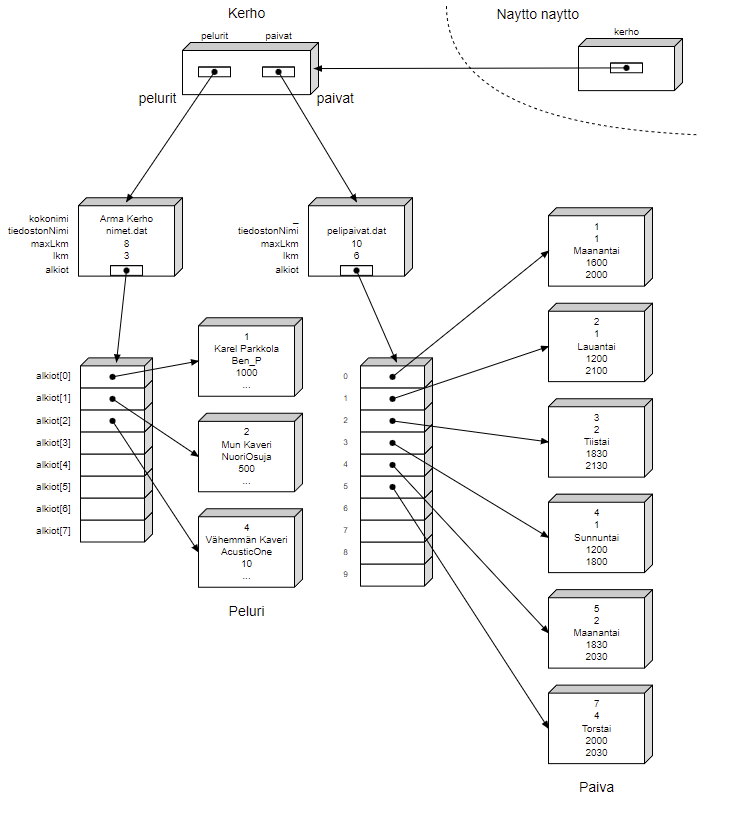 Kerho
Naytto naytto
pelurit paivat
kerho
pelurit
paivat
kokonimi
tiedostonNimi
maxLkm
lkm
alkiot
Arma Kerho
nimet.dat
8
3
_
tiedostonNimi
maxLkm
lkm
alkiot
pelipaivat.dat
10
6
alkiot[0]
alkiot[1]
alkiot[2]
alkiot[3]
alkiot[4]
alkiot[5]
alkiot[6]
alkiot[7]
1
Karel Parkkola
Ben_P
1000
...
2
Mun Kaveri
NuoriOsuja
500
...
4
Vähemmän Kaveri
AcusticOne
10
...
Peluri
0
1
2
3
4
5
6
7
8
9
1
1
Maanantai
1600
2000
2
1
Lauantai
1200
2100
3
2
Tiistai
1830
2130
4
1
Sunnuntai
1200
1800
5
2
Maanantai
1830
2030
7
4
Torstai
2000
2030
Paiva